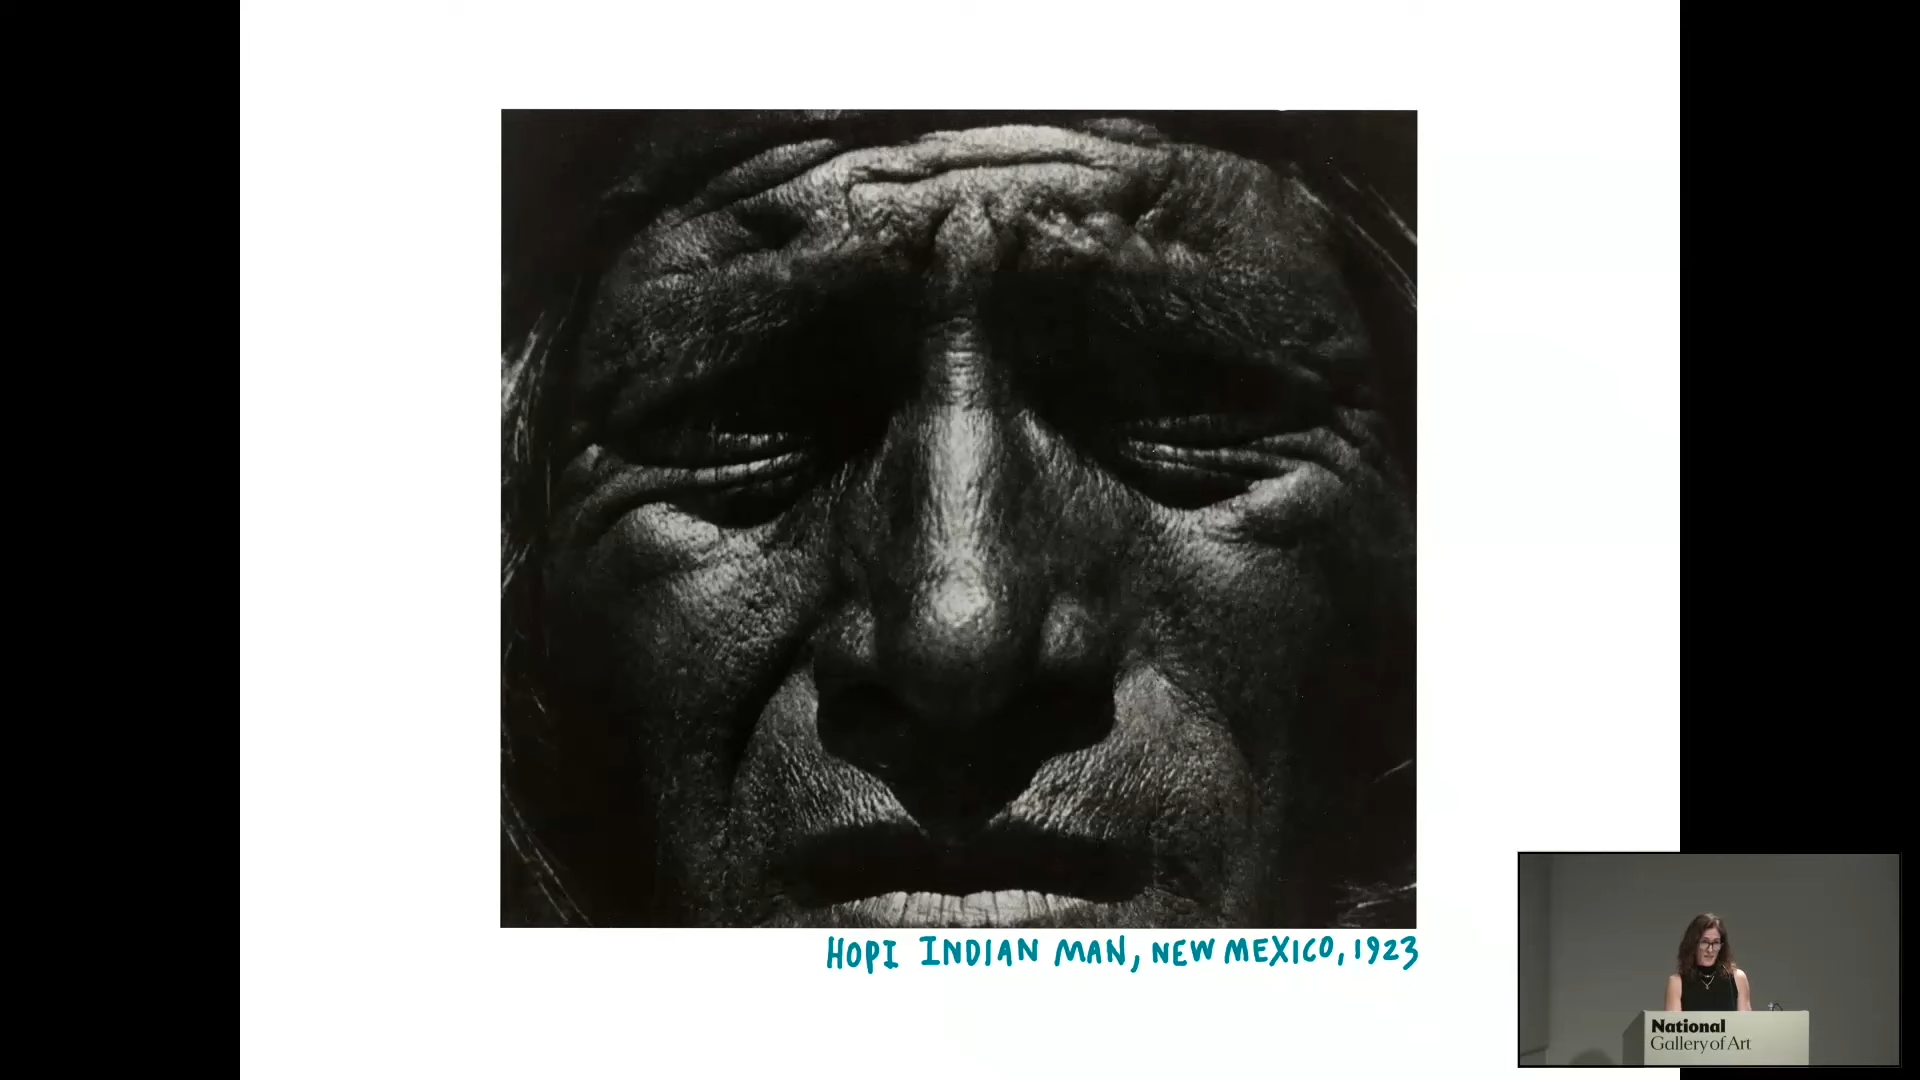 HOPI INDIAN MAN, NEW MEXICO, 1923
National
Gallery of Art